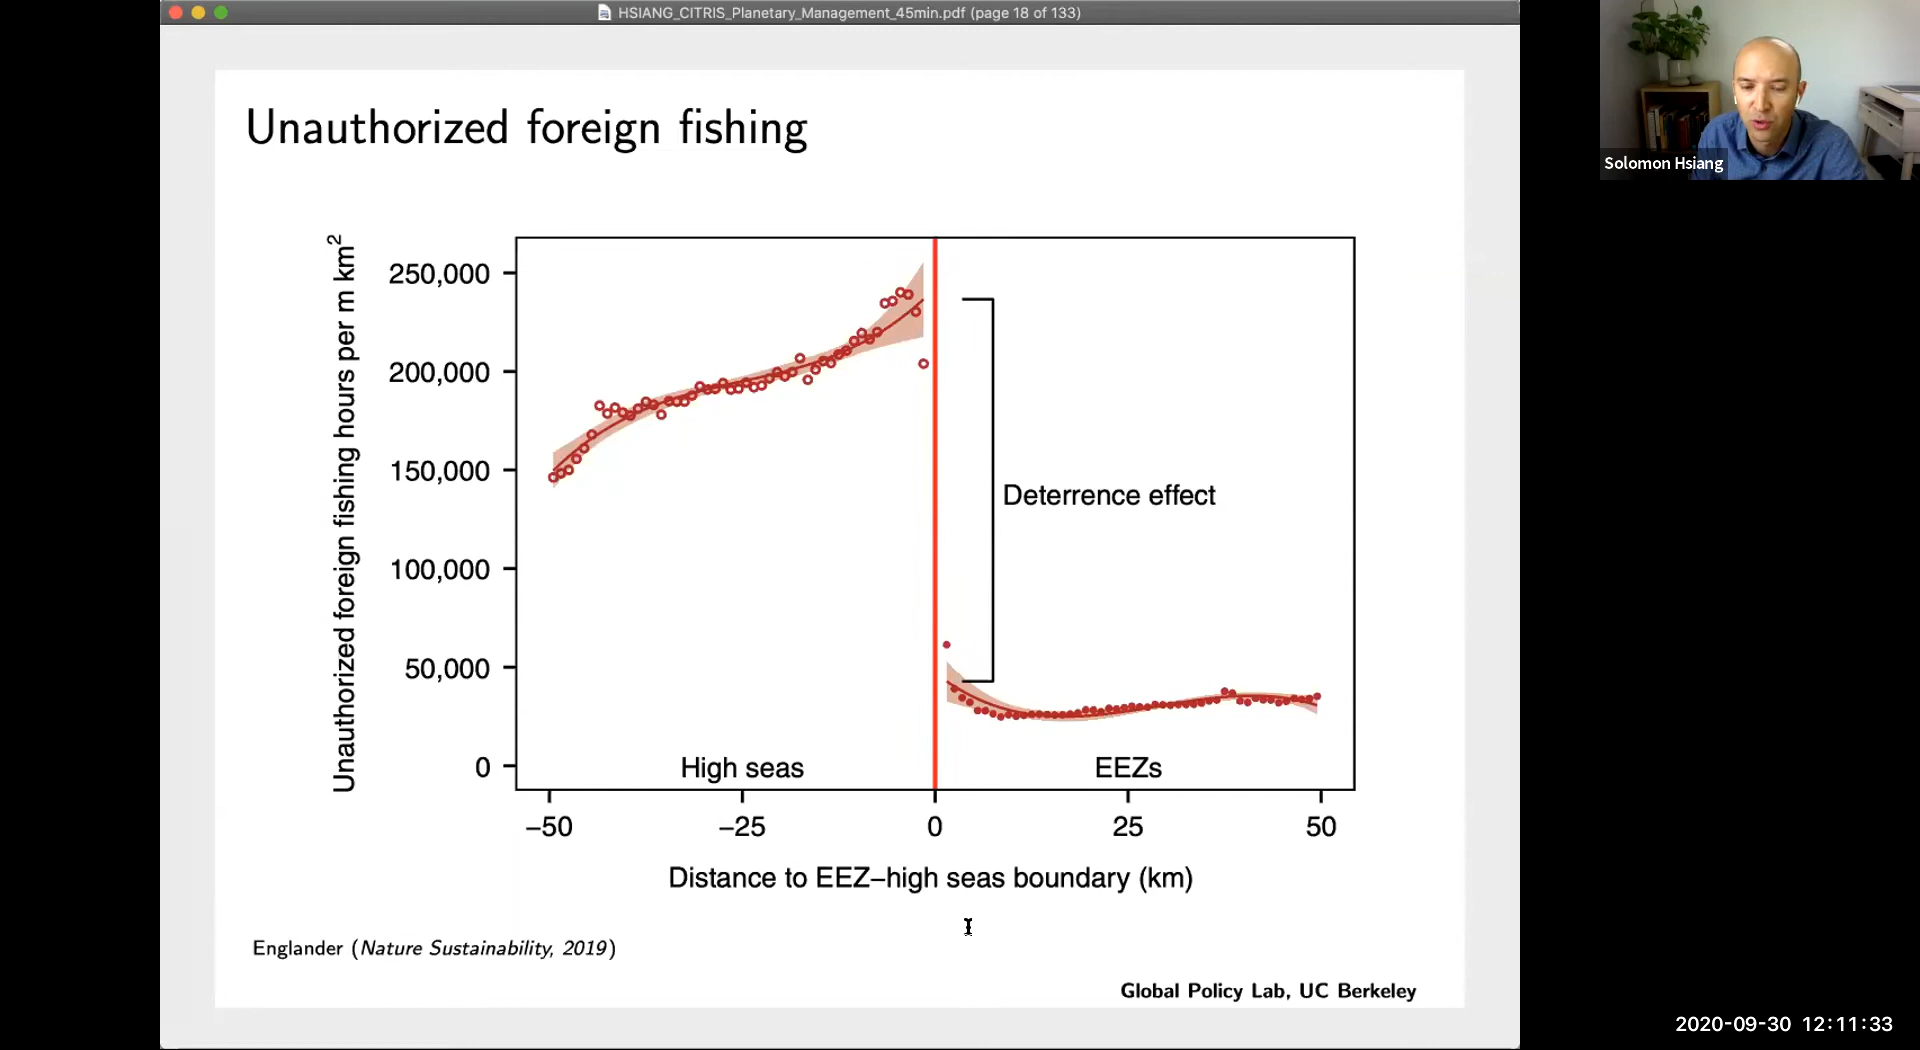 HSIANG_CITRIS_Planetary_Management_45min.pdf (page 18 of 133)
Solomon Hsiang
Unauthorized foreign fishing
Unauthorized foreign fishing hours per m km²
250,000
200,000
150,000
100,000
50,000
0
Deterrence effect
High seas
EEZs
−50
−25
0
25
50
Distance to EEZ–high seas boundary (km)
Englander (Nature Sustainability, 2019)
Global Policy Lab, UC Berkeley
2020-09-30 12:11:33